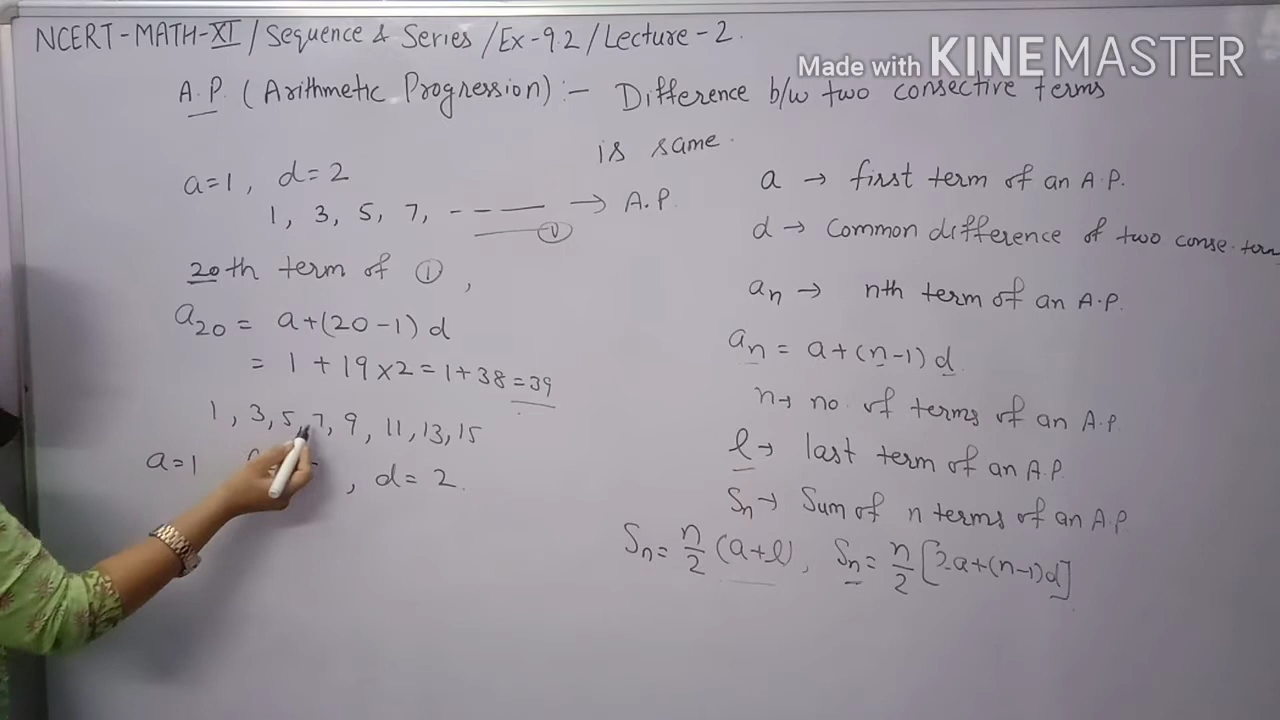 NCERT-MATH-XI / Sequence & Series / Ex-9.2 / Lecture-2.
Made with KINEMASTER
A.P. (Arithmetic Progression) :- Difference b/w two consective terms
is same.
a=1, d=2
1, 3, 5, 7, ----- → A.P.
①
20th term of ①,
a20 = a+(20-1)d
= 1 + 19×2 = 1+38 = 39
1, 3, 5, 7, 9, 11, 13, 15
a=1 , d= 2.
a → first term of an A.P.
d → Common difference of two conse. term
an → nth term of an A.P.
an = a+(n-1)d
n → no. of terms of an A.P.
l → last term of an A.P.
Sn → Sum of n terms of an A.P.
Sn = n/2 (a+l), Sn = n/2 [2a+(n-1)d]